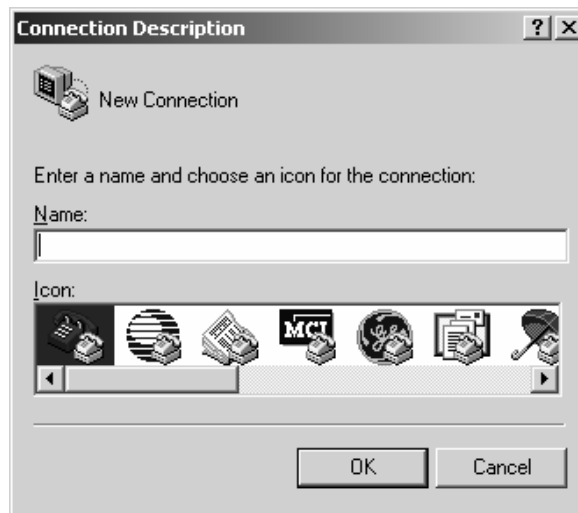 Connection Description
New Connection
Enter a name and choose an icon for the connection:
Name:
Icon:
MCI
OK Cancel